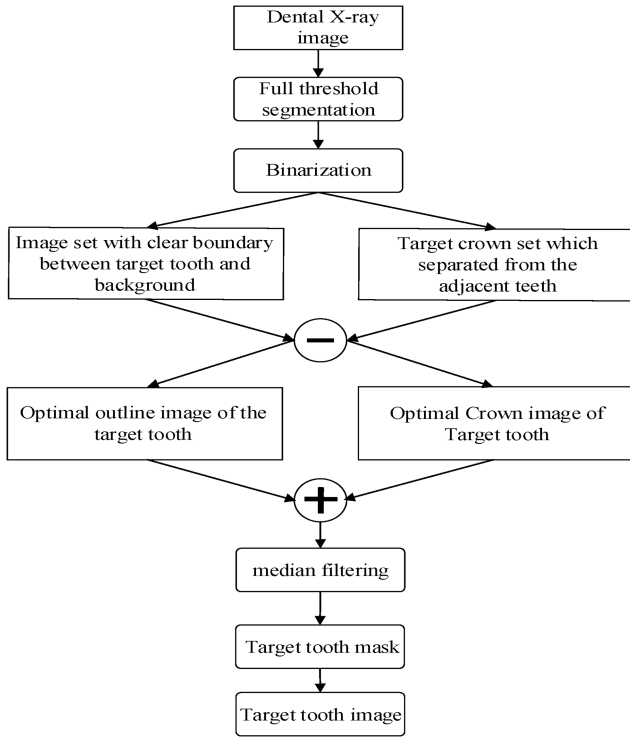 Dental X-ray
image
Full threshold
segmentation
Binarization
Image set with clear boundary
between target tooth and
background
Target crown set which
separated from the
adjacent teeth
−
Optimal outline image of the
target tooth
Optimal Crown image of
Target tooth
+
median filtering
Target tooth mask
Target tooth image